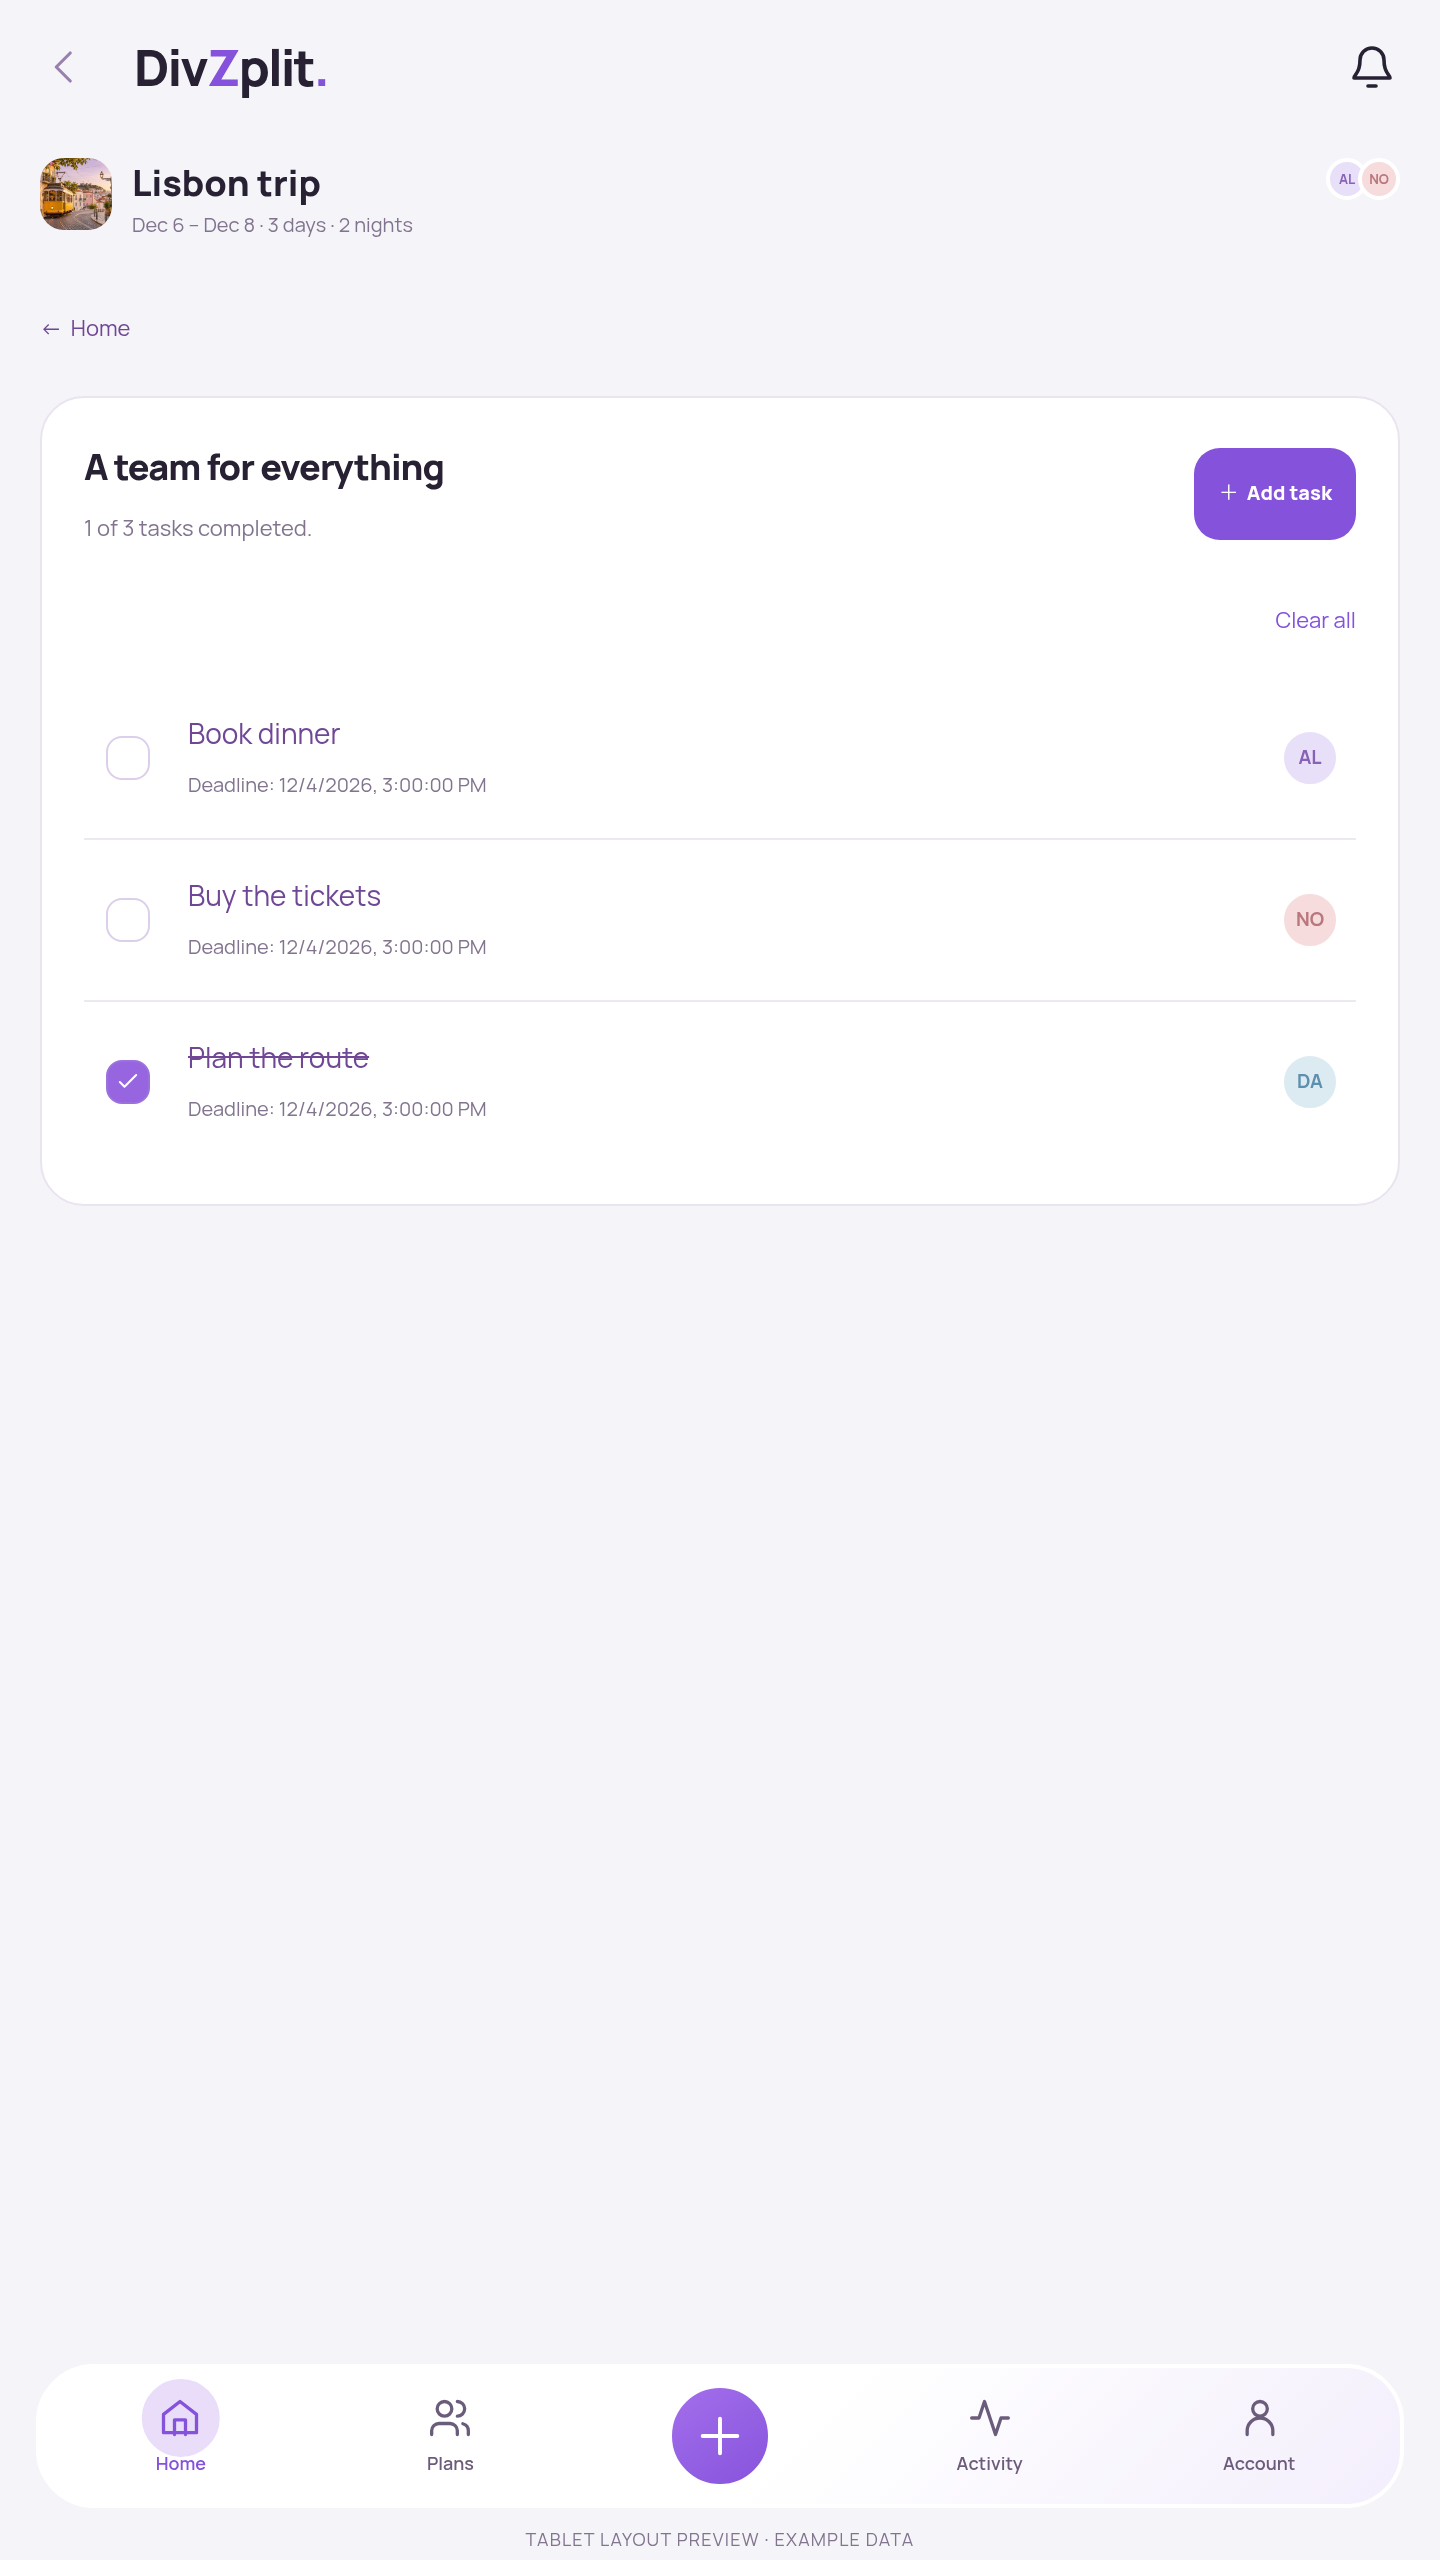 DivZplit.
Lisbon trip
Dec 6 – Dec 8 · 3 days · 2 nights
AL NO
← Home
A team for everything
1 of 3 tasks completed.
+ Add task
Clear all
Book dinner
Deadline: 12/4/2026, 3:00:00 PM
AL
Buy the tickets
Deadline: 12/4/2026, 3:00:00 PM
NO
Plan the route
Deadline: 12/4/2026, 3:00:00 PM
DA
Home
Plans
Activity
Account
TABLET LAYOUT PREVIEW · EXAMPLE DATA